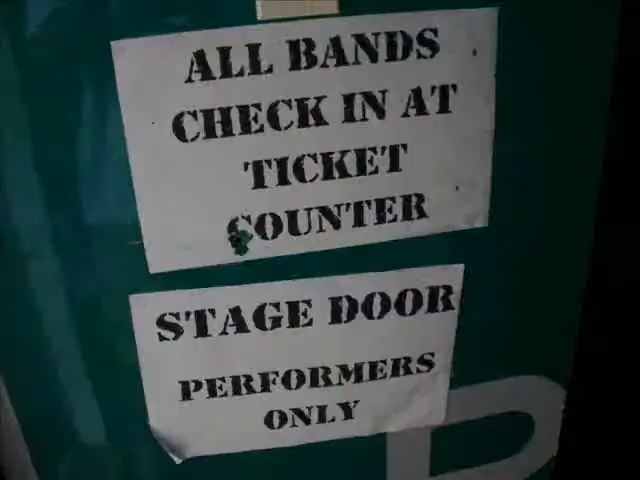 ALL BANDS
CHECK IN AT
TICKET
COUNTER
STAGE DOOR
PERFORMERS
ONLY